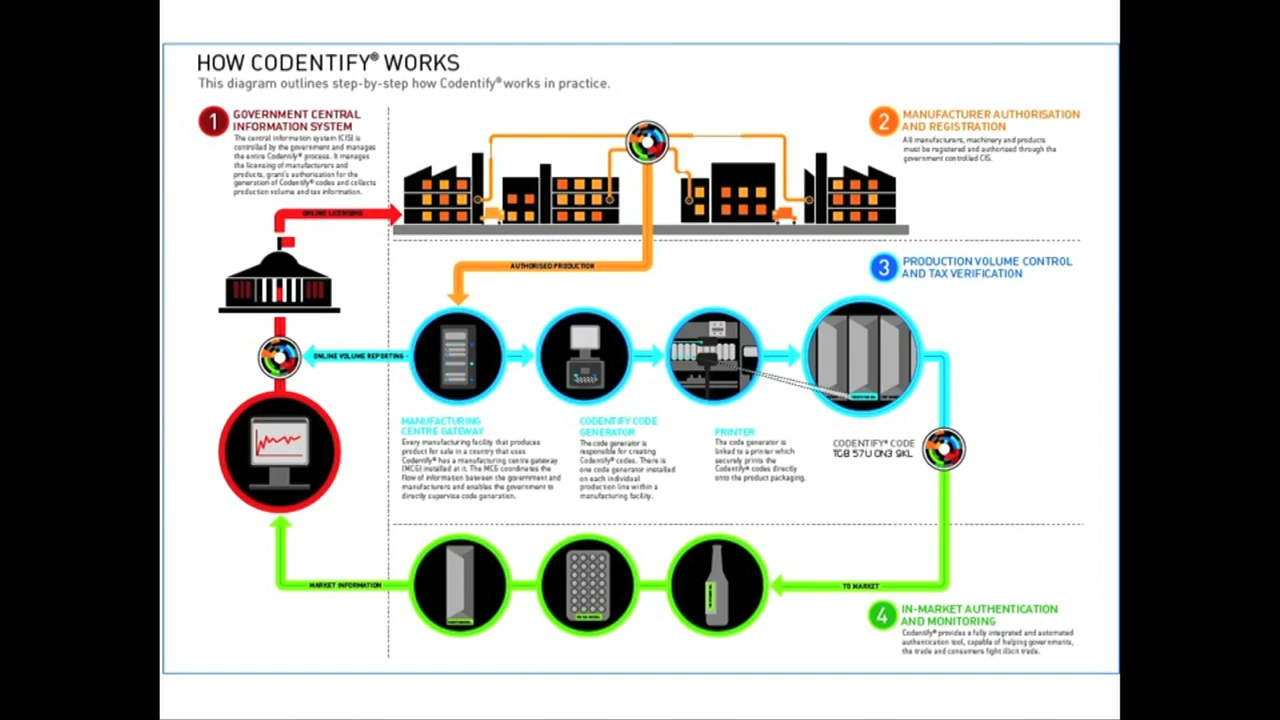 HOW CODENTIFY® WORKS
This diagram outlines step-by-step how Codentify® works in practice.
1
GOVERNMENT CENTRAL
INFORMATION SYSTEM
The central information system (CIS) is
controlled by the government and manages
the entire Codentify® process. It manages
the licensing of manufacturers and
products, grant's authorisation for the
generation of Codentify® codes and collects
production volume and tax information.
ONLINE LICENSING
2
MANUFACTURER AUTHORISATION
AND REGISTRATION
All manufacturers, machinery and products
must be registered and authorised through the
government controlled CIS.
AUTHORISED PRODUCTION
3
PRODUCTION VOLUME CONTROL
AND TAX VERIFICATION
ONLINE VOLUME REPORTING
MANUFACTURING
CENTRE GATEWAY
Every manufacturing facility that produces
product for sale in a country that uses
Codentify® has a manufacturing centre gateway
(MCG) installed at it. The MCG coordinates the
flow of information between the government and
manufacturers and enables the government to
directly supervise code generation.
CODENTIFY CODE
GENERATOR
The code generator is
responsible for creating
Codentify® codes. There is
one code generator installed
on each individual
production line within a
manufacturing facility.
PRINTER
The code generator is
linked to a printer which
securely prints the
Codentify® codes directly
onto the product packaging.
CODENTIFY® CODE
TGB 57U ON3 9KL
MARKET INFORMATION
TO MARKET
4
IN-MARKET AUTHENTICATION
AND MONITORING
Codentify® provides a fully integrated and automated
authentication tool, capable of helping governments,
the trade and consumers fight illicit trade.